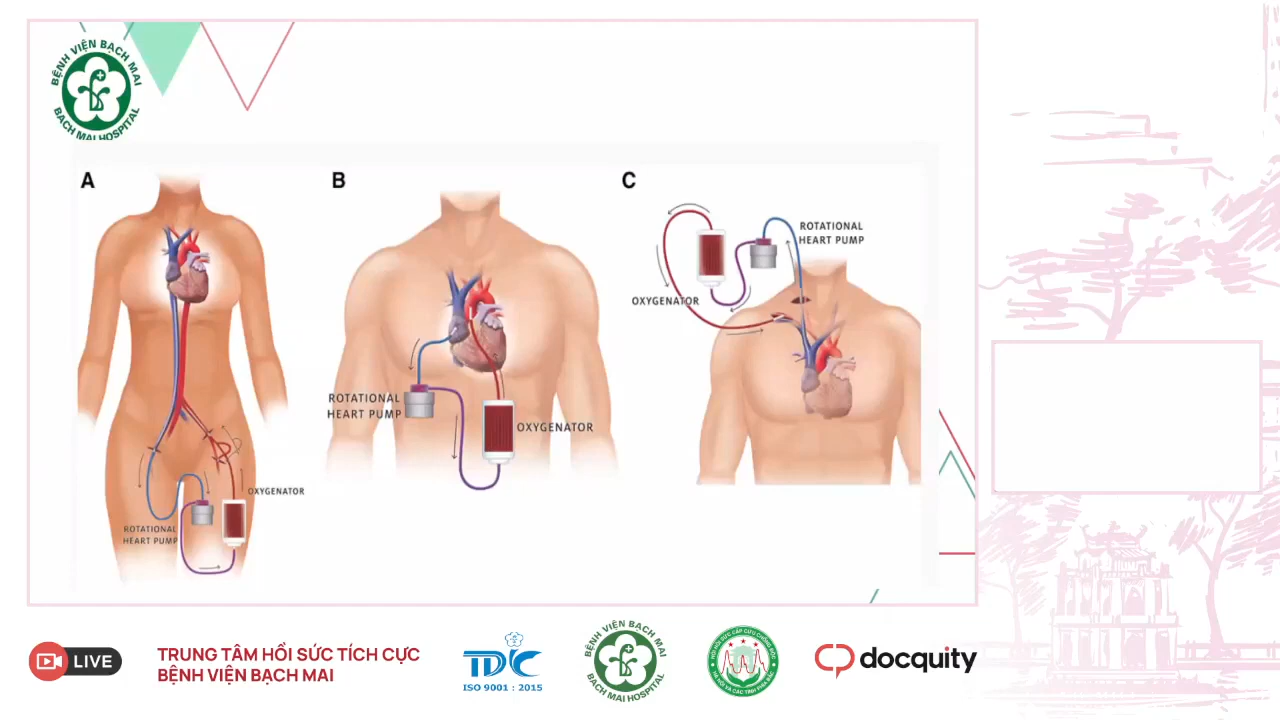 BỆNH VIỆN BẠCH MAI
BACH MAI HOSPITAL
A
B
C
ROTATIONAL
HEART PUMP
OXYGENATOR
ROTATIONAL
HEART PUMP
OXYGENATOR
OXYGENATOR
ROTATIONAL
HEART PUMP
LIVE
TRUNG TÂM HỒI SỨC TÍCH CỰC
BỆNH VIỆN BẠCH MAI
TDC
ISO 9001 : 2015
BỆNH VIỆN BẠCH MAI
BACH MAI HOSPITAL
docquity